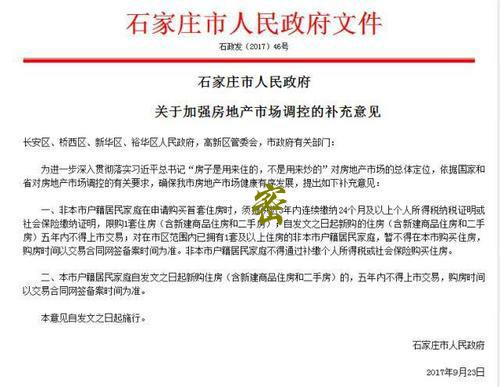 石家庄市人民政府文件
石政发〔2017〕46号
石家庄市人民政府
关于加强房地产市场调控的补充意见
长安区、桥西区、新华区、裕华区人民政府,高新区管委会,市政府有关部门:
为进一步深入贯彻落实习近平总书记“房子是用来住的,不是用来炒的”对房地产市场的总体定位,依据国家和
省对房地产市场调控的有关要求,确保我市房地产市场健康有序发展,提出如下补充意见:
一、非本市户籍居民家庭在申请购买首套住房时,须 年内连续缴纳24个月及以上个人所得税纳税证明或
社会保险缴纳证明,限购1套住房(含新建商品住房和二手房),自发文之日起新购的住房(含新建商品住房和二手
房)五年内不得上市交易;对在市区范围内已拥有1套及以上住房的非本市户籍居民家庭,暂不得在本市购买住房,
购房时间以交易合同网签备案时间为准。非本市户籍居民家庭不得通过补缴个人所得税或社会保险购买住房。
二、本市户籍居民家庭自发文之日起新购住房(含新建商品住房和二手房)的,五年内不得上市交易,购房时间
以交易合同网签备案时间为准。
本意见自发文之日起施行。
石家庄市人民政府
2017年9月23日
密